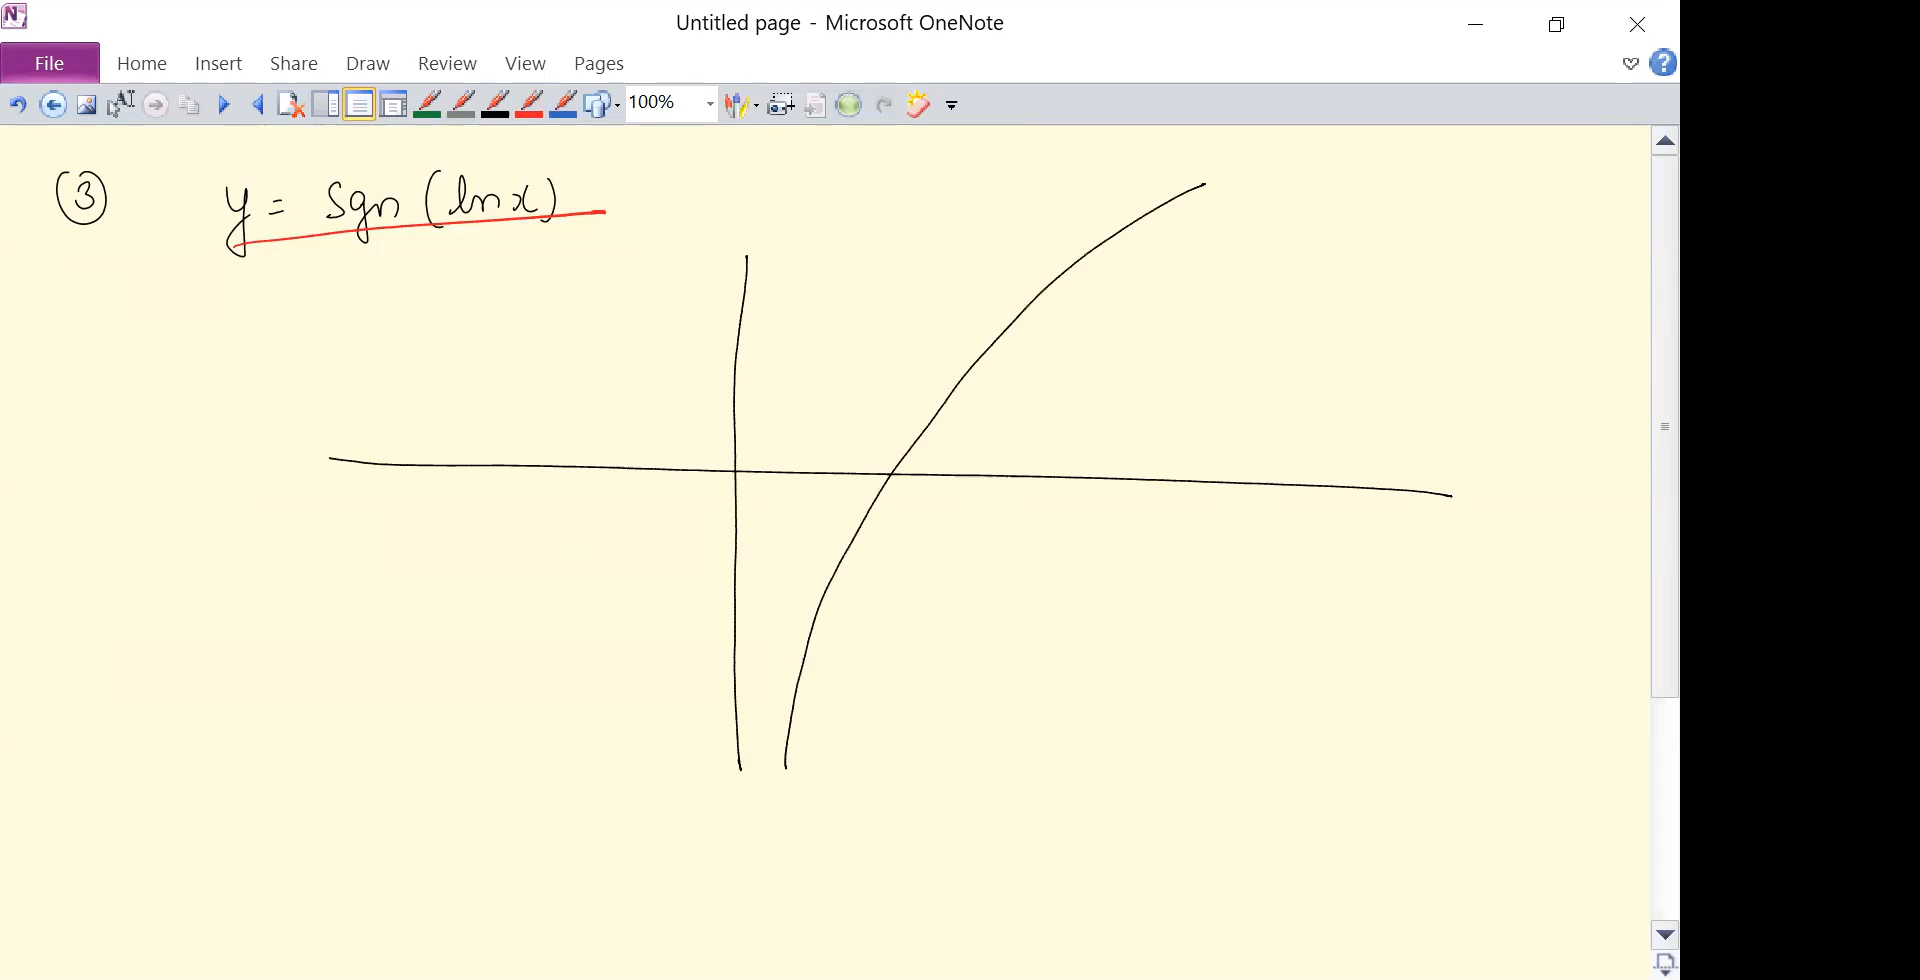 Untitled page - Microsoft OneNote
File Home Insert Share Draw Review View Pages
100%
③ y = Sgn (ln x)